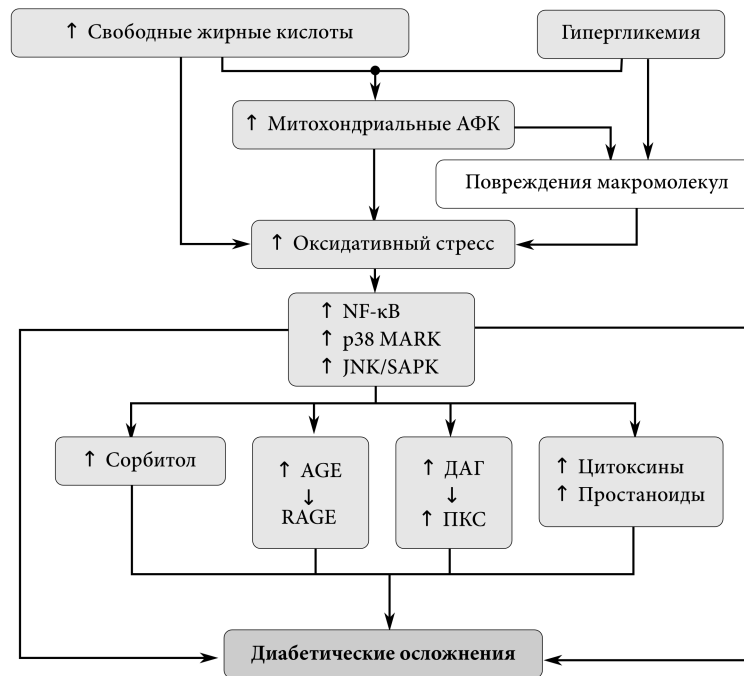 ↑ Свободные жирные кислоты
Гипергликемия
↑ Митохондриальные АФК
Повреждения макромолекул
↑ Оксидативный стресс
↑ NF-κB
↑ p38 MARK
↑ JNK/SAPK
↑ Сорбитол
↑ AGE
↓
RAGE
↑ ДАГ
↓
↑ ПКС
↑ Цитоксины
↑ Простаноиды
Диабетические осложнения